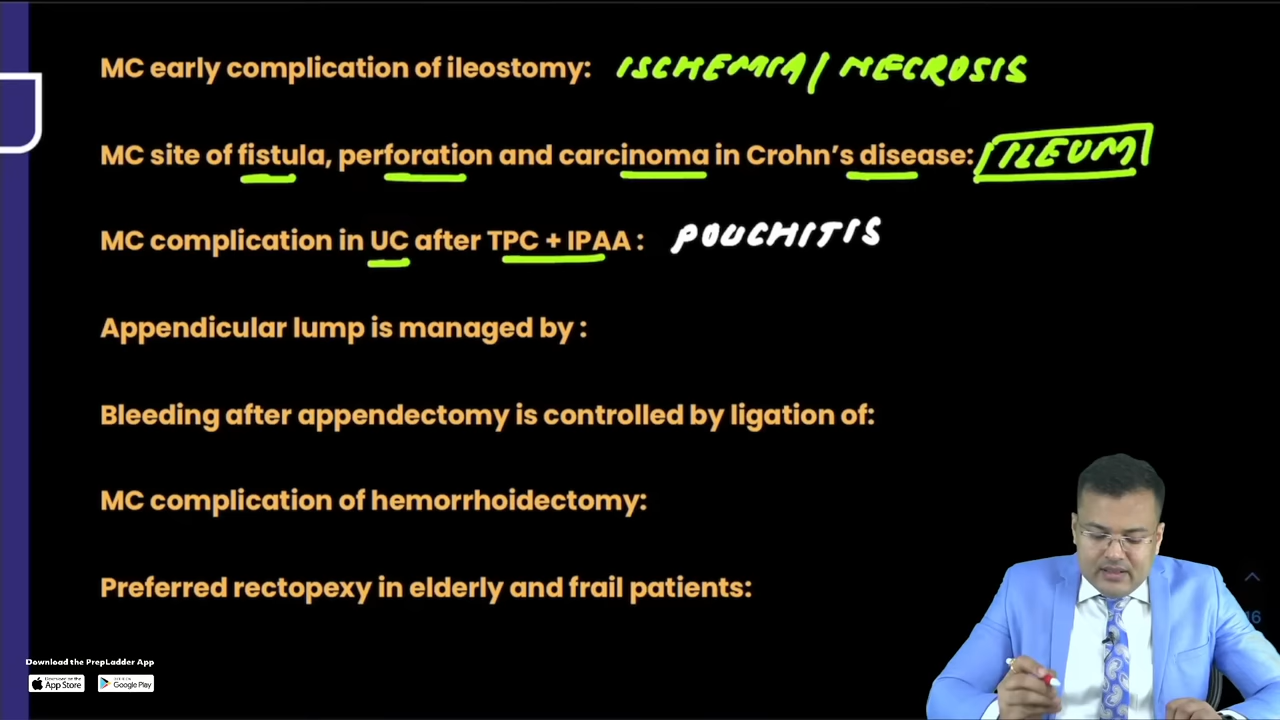 MC early complication of ileostomy: ISCHEMIA/NECROSIS
MC site of fistula, perforation and carcinoma in Crohn's disease: ILEUM
MC complication in UC after TPC + IPAA : POUCHITIS
Appendicular lump is managed by :
Bleeding after appendectomy is controlled by ligation of:
MC complication of hemorrhoidectomy:
Preferred rectopexy in elderly and frail patients:
16
Download the PrepLadder App
App Store
Google Play